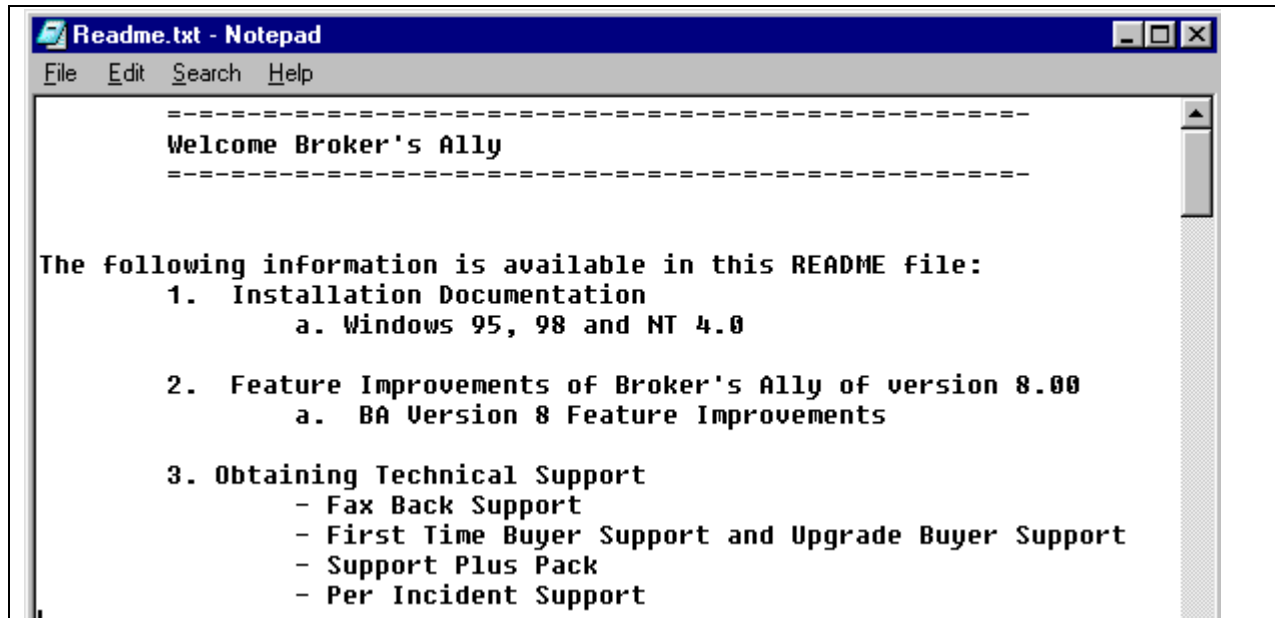 Readme.txt - Notepad
File Edit Search Help
=-=-=-=-=-=-=-=-=-=-=-=-=-=-=-=-=-=-=-=-=-=-=-=-=-=-=-
Welcome Broker's Ally
=-=-=-=-=-=-=-=-=-=-=-=-=-=-=-=-=-=-=-=-=-=-=-=-=-=-=-
The following information is available in this README file:
1. Installation Documentation
a. Windows 95, 98 and NT 4.0
2. Feature Improvements of Broker's Ally of version 8.00
a. BA Version 8 Feature Improvements
3. Obtaining Technical Support
- Fax Back Support
- First Time Buyer Support and Upgrade Buyer Support
- Support Plus Pack
- Per Incident Support